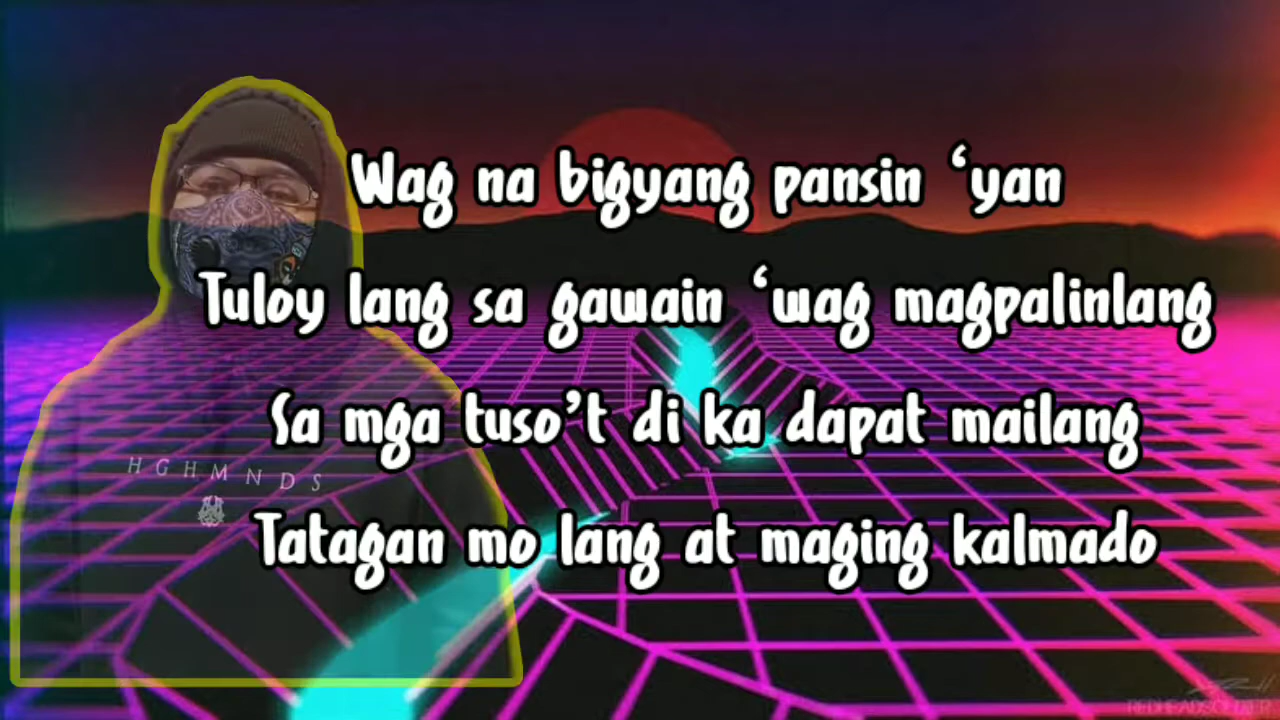 Wag na bigyang pansin ‘yan
Tuloy lang sa gawain ‘wag magpalinlang
Sa mga tuso’t di ka dapat mailang
HGHMNDS
Tatagan mo lang at maging kalmado